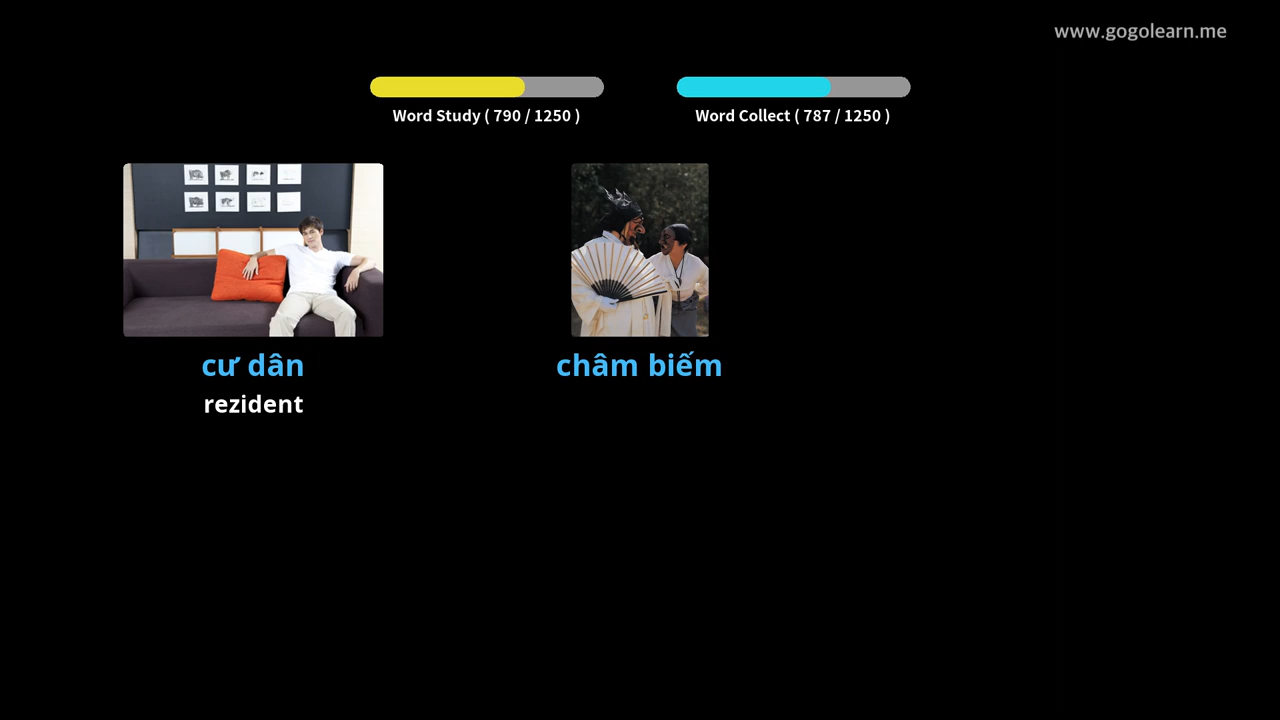 www.gogolearn.me
Word Study ( 790 / 1250 )
Word Collect ( 787 / 1250 )
cư dân
rezident
châm biếm